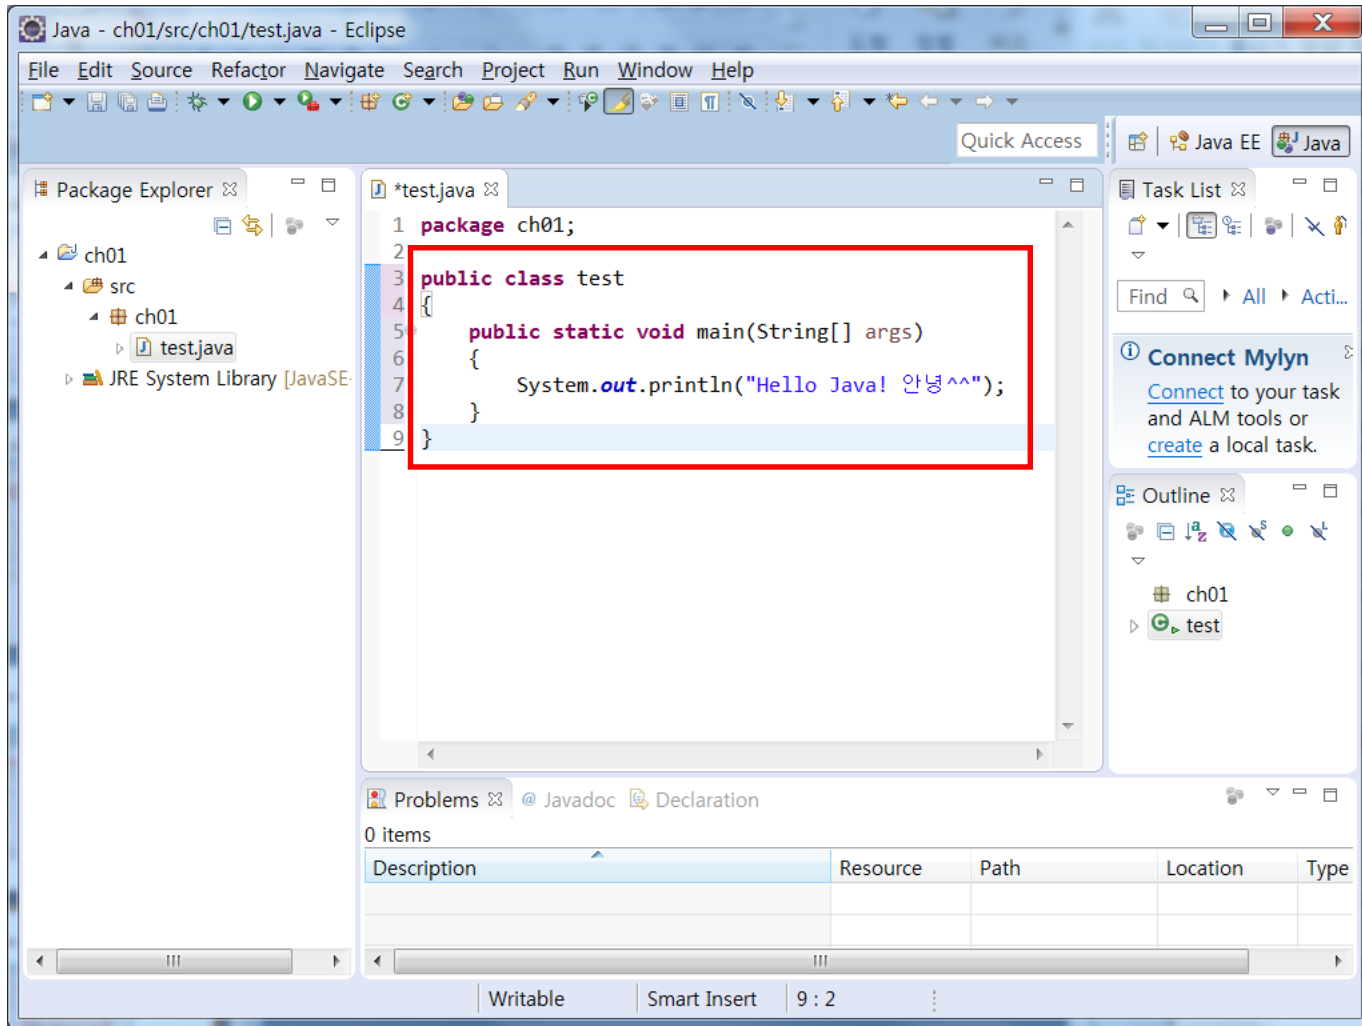 Java - ch01/src/ch01/test.java - Eclipse
File Edit Source Refactor Navigate Search Project Run Window Help
Quick Access
Java EE
Java
Package Explorer
ch01
src
ch01
test.java
JRE System Library [JavaSE-
*test.java
1 package ch01;
2
3 public class test
4 {
5 public static void main(String[] args)
6 {
7 System.out.println("Hello Java! 안녕^^");
8 }
9 }
Task List
Find All Acti...
Connect Mylyn
Connect to your task
and ALM tools or
create a local task.
Outline
ch01
test
Problems @ Javadoc Declaration
0 items
Description Resource Path Location Type
Writable Smart Insert 9 : 2